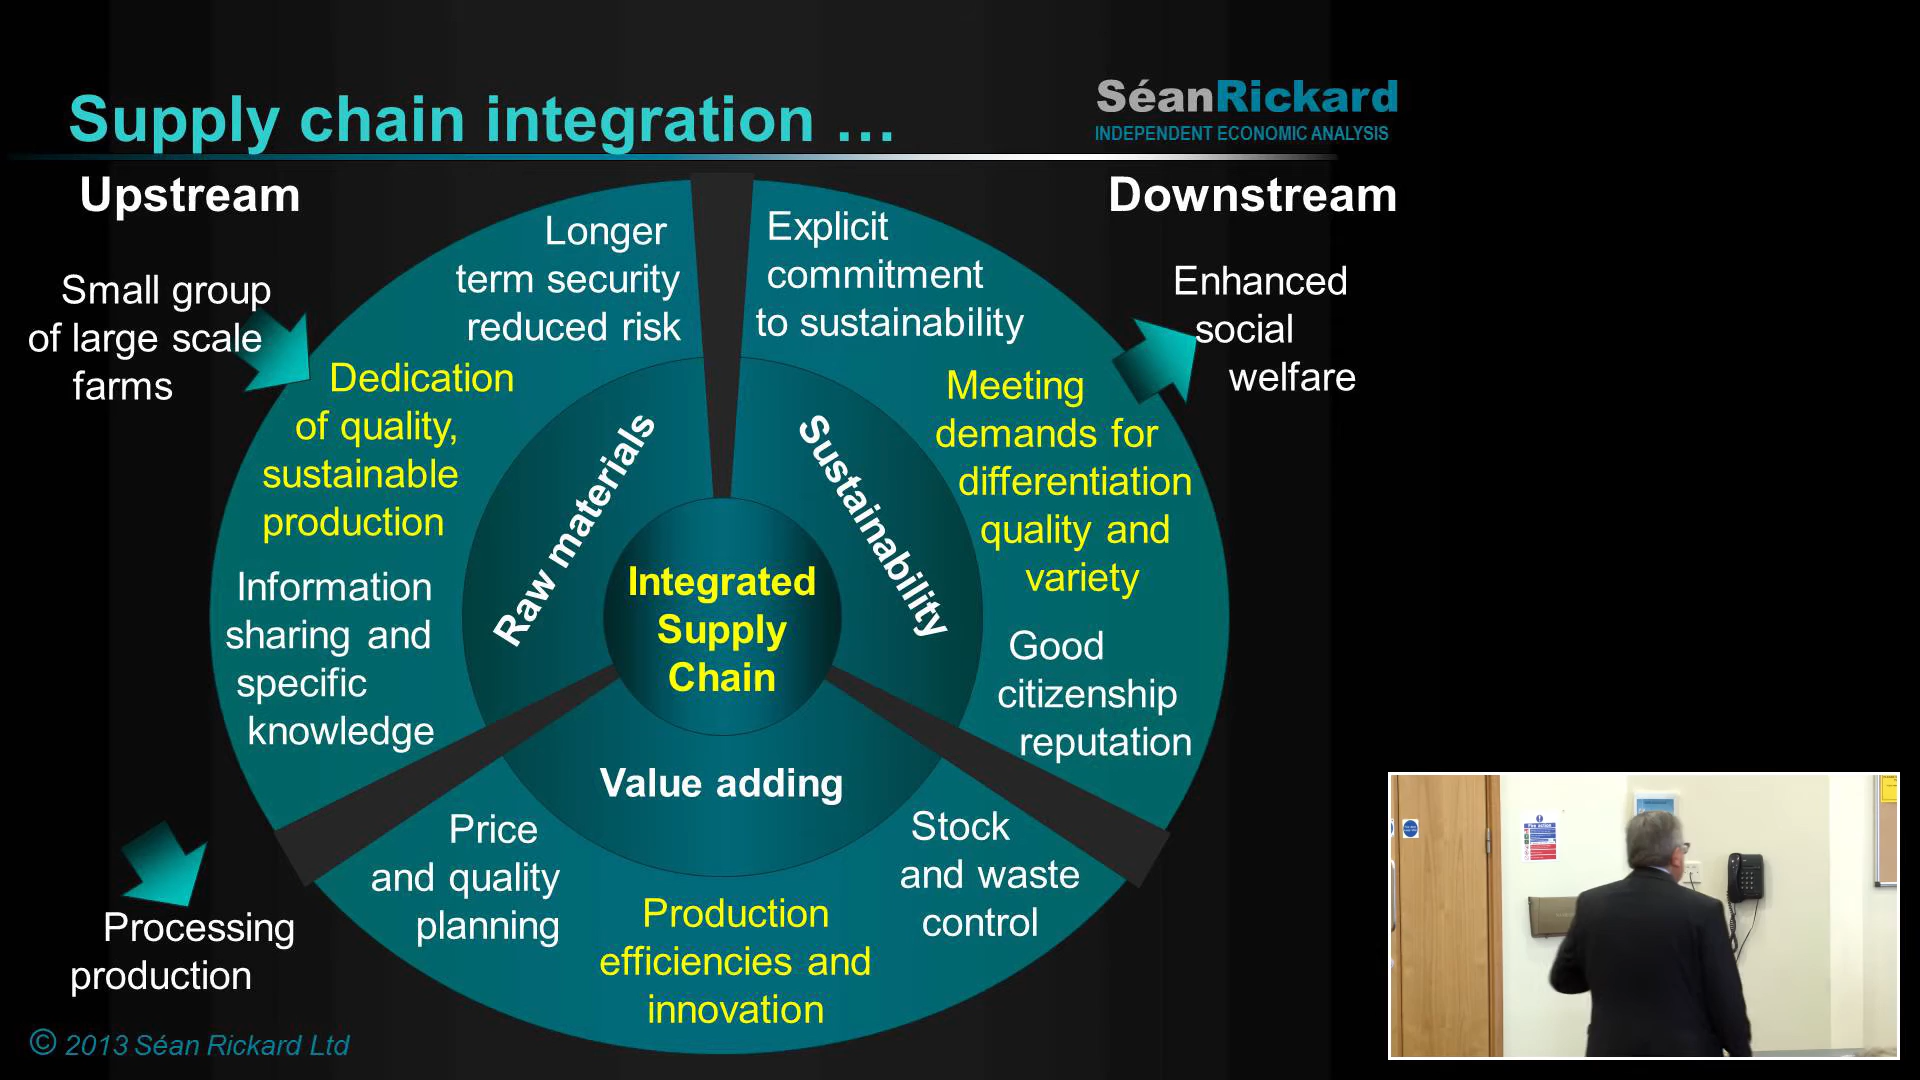 Supply chain integration …
SéanRickard
INDEPENDENT ECONOMIC ANALYSIS
Upstream
Downstream
Small group
of large scale
farms
Longer
term security
reduced risk
Explicit
commitment
to sustainability
Enhanced
social
welfare
Dedication
of quality,
sustainable
production
Meeting
demands for
differentiation
quality and
variety
Raw materials
Sustainability
Information
sharing and
specific
knowledge
Integrated
Supply
Chain
Good
citizenship
reputation
Value adding
Price
and quality
planning
Production
efficiencies and
innovation
Stock
and waste
control
Processing
production
© 2013 Séan Rickard Ltd
Fire action